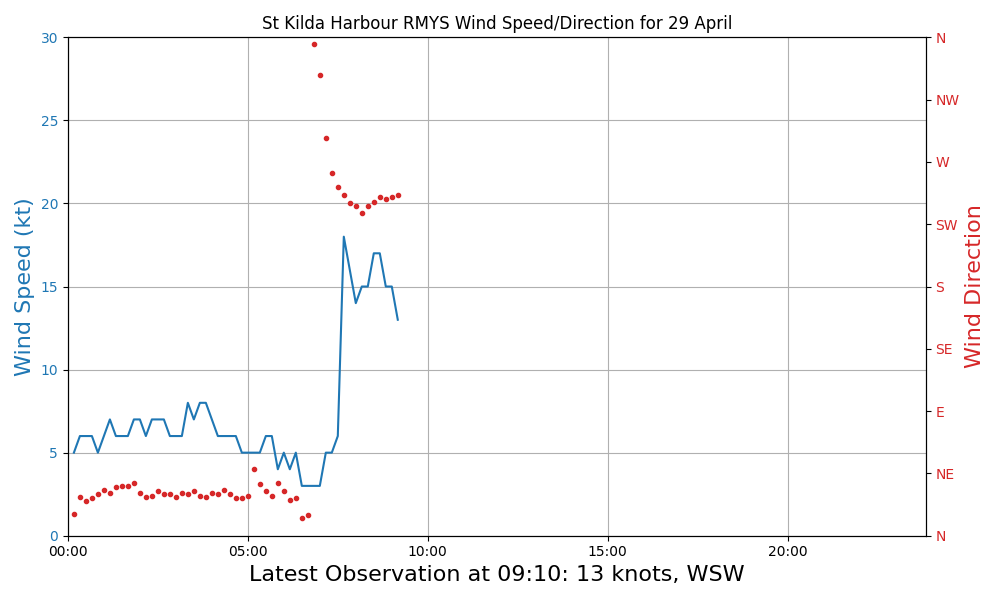 St Kilda Harbour RMYS Wind Speed/Direction for 29 April
Wind Speed (kt)
30
25
20
15
10
5
0
N
NW
W
SW
S
SE
E
NE
N
Wind Direction
00:00 05:00 10:00 15:00 20:00
Latest Observation at 09:10: 13 knots, WSW